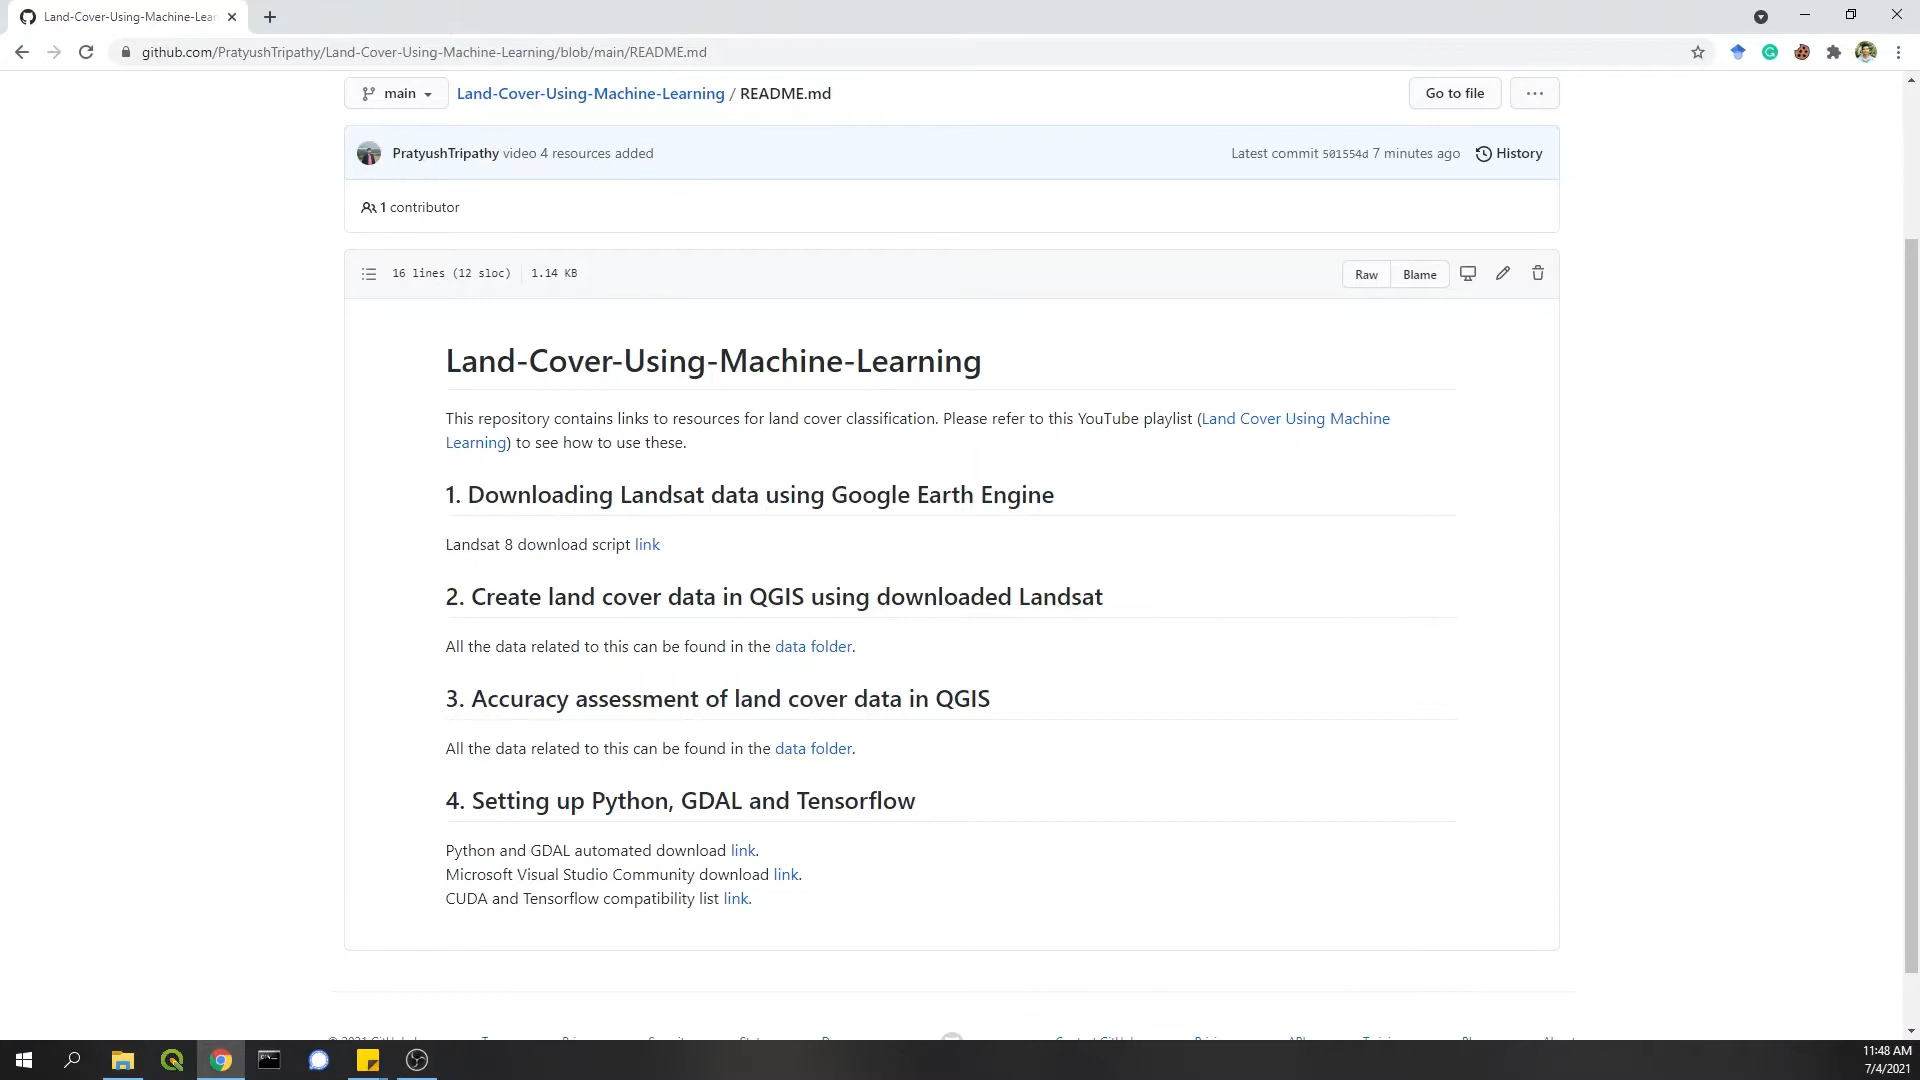 Land-Cover-Using-Machine-Lear
github.com/PratyushTripathy/Land-Cover-Using-Machine-Learning/blob/main/README.md
main Land-Cover-Using-Machine-Learning / README.md Go to file ...
PratyushTripathy video 4 resources added Latest commit 501554d 7 minutes ago History
1 contributor
16 lines (12 sloc) 1.14 KB Raw Blame
Land-Cover-Using-Machine-Learning
This repository contains links to resources for land cover classification. Please refer to this YouTube playlist (Land Cover Using Machine
Learning) to see how to use these.
1. Downloading Landsat data using Google Earth Engine
Landsat 8 download script link
2. Create land cover data in QGIS using downloaded Landsat
All the data related to this can be found in the data folder.
3. Accuracy assessment of land cover data in QGIS
All the data related to this can be found in the data folder.
4. Setting up Python, GDAL and Tensorflow
Python and GDAL automated download link.
Microsoft Visual Studio Community download link.
CUDA and Tensorflow compatibility list link.
11:48 AM
7/4/2021